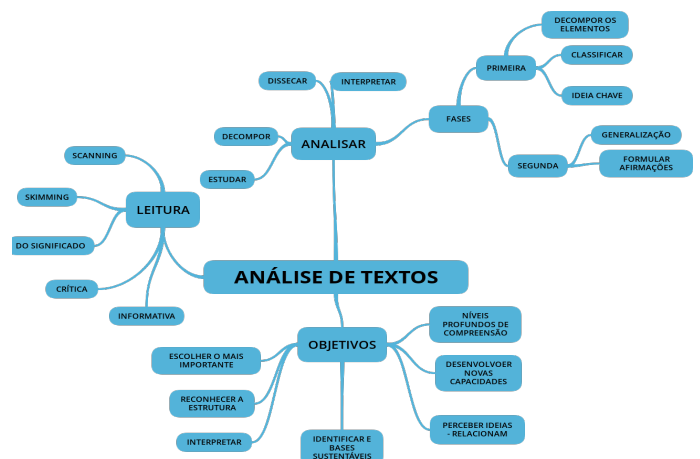 DECOMPOR OS
ELEMENTOS
CLASSIFICAR
PRIMEIRA
IDEIA CHAVE
DISSECAR
INTERPRETAR
FASES
DECOMPOR
ANALISAR
GENERALIZAÇÃO
SEGUNDA
FORMULAR
AFIRMAÇÕES
ESTUDAR
SCANNING
SKIMMING
LEITURA
DO SIGNIFICADO
CRÍTICA
INFORMATIVA
ANÁLISE DE TEXTOS
OBJETIVOS
NÍVEIS
PROFUNDOS DE
COMPREENSÃO
ESCOLHER O MAIS
IMPORTANTE
DESENVOLVOER
NOVAS
CAPACIDADES
RECONHECER A
ESTRUTURA
PERCEBER IDEIAS
- RELACIONAM
INTERPRETAR
IDENTIFICAR E
BASES
SUSTENTÁVEIS